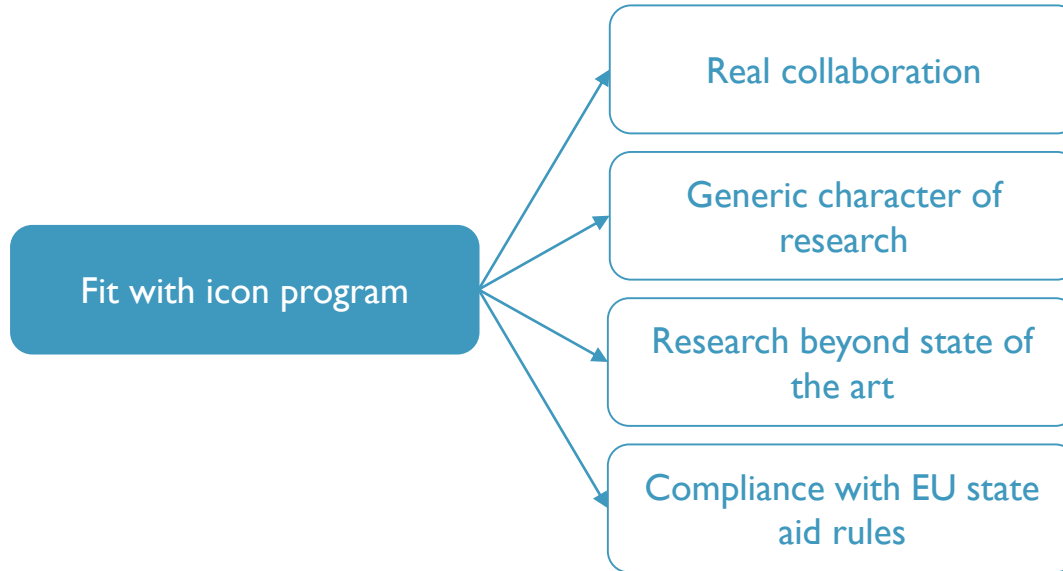 Real collaboration
Generic character of
research
Fit with icon program
Research beyond state of
the art
Compliance with EU state
aid rules